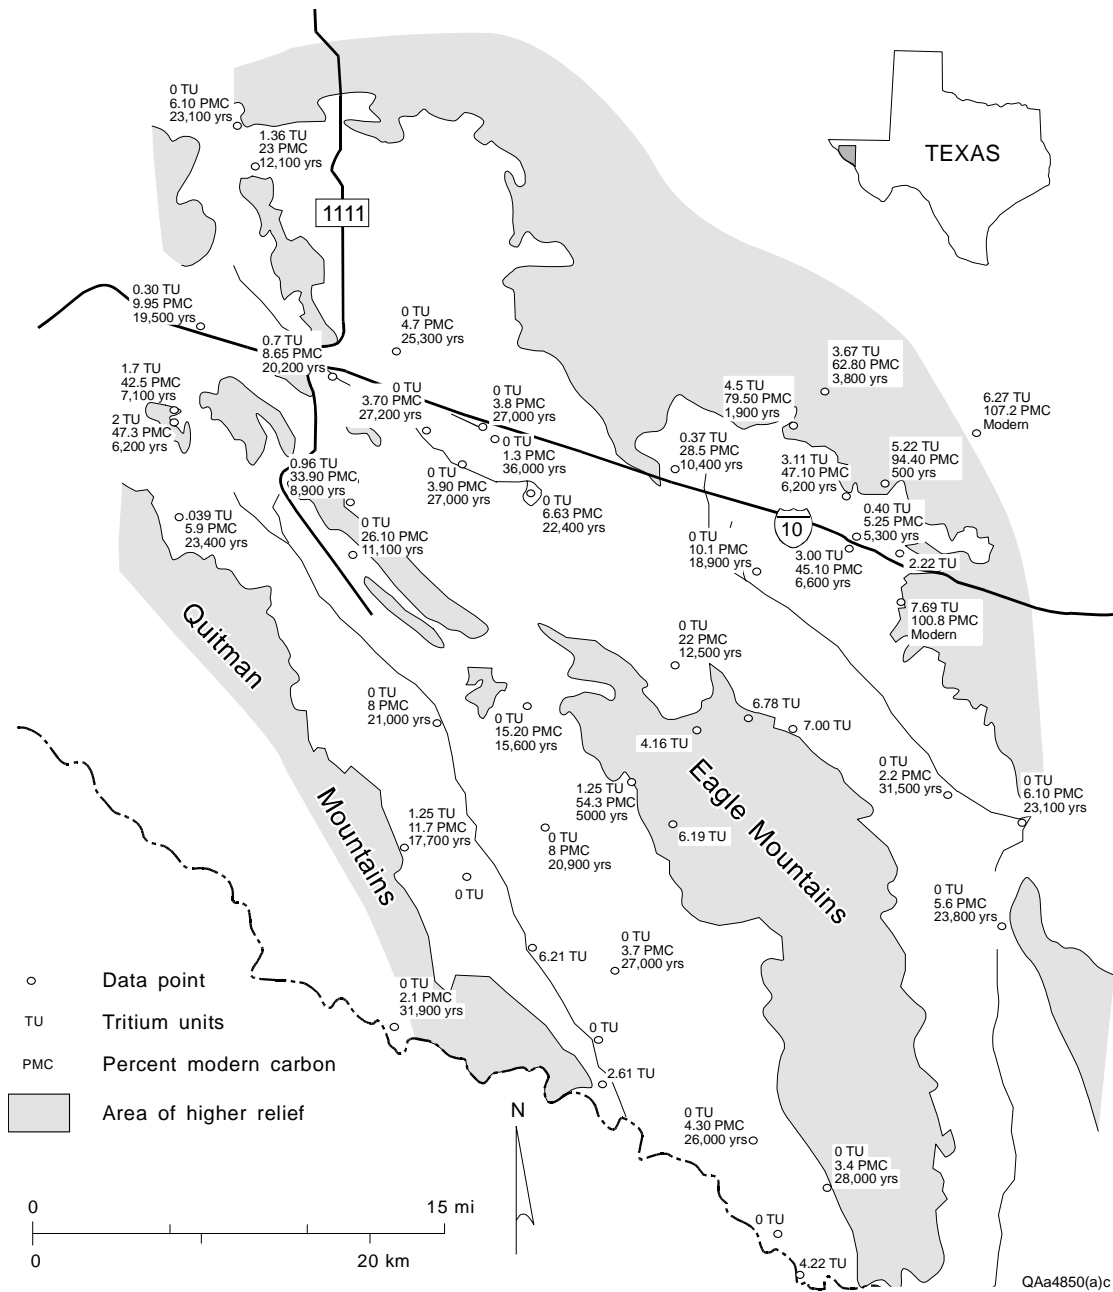 0 TU
6.10 PMC
23,100 yrs
1.36 TU
23 PMC
12,100 yrs
TEXAS
1111
0.30 TU
9.95 PMC
19,500 yrs
0 TU
4.7 PMC
25,300 yrs
0.7 TU
8.65 PMC
20,200 yrs
3.67 TU
62.80 PMC
3,800 yrs
1.7 TU
42.5 PMC
7,100 yrs
2 TU
47.3 PMC
6,200 yrs
0 TU
3.70 PMC
27,200 yrs
0 TU
3.8 PMC
27,000 yrs
4.5 TU
79.50 PMC
1,900 yrs
6.27 TU
107.2 PMC
Modern
0 TU
1.3 PMC
36,000 yrs
0.37 TU
28.5 PMC
10,400 yrs
5.22 TU
94.40 PMC
500 yrs
3.11 TU
47.10 PMC
6,200 yrs
0.96 TU
33.90 PMC
8,900 yrs
0 TU
3.90 PMC
27,000 yrs
0 TU
6.63 PMC
22,400 yrs
.039 TU
5.9 PMC
23,400 yrs
0 TU
26.10 PMC
11,100 yrs
10
0.40 TU
5.25 PMC
5,300 yrs
0 TU
10.1 PMC
18,900 yrs
3.00 TU
45.10 PMC
6,600 yrs
2.22 TU
7.69 TU
100.8 PMC
Modern
Quitman
Mountains
0 TU
22 PMC
12,500 yrs
0 TU
8 PMC
21,000 yrs
0 TU
15.20 PMC
15,600 yrs
6.78 TU
7.00 TU
4.16 TU
Eagle Mountains
0 TU
2.2 PMC
31,500 yrs
0 TU
6.10 PMC
23,100 yrs
1.25 TU
54.3 PMC
5000 yrs
1.25 TU
11.7 PMC
17,700 yrs
0 TU
8 PMC
20,900 yrs
6.19 TU
0 TU
0 TU
5.6 PMC
23,800 yrs
6.21 TU
0 TU
3.7 PMC
27,000 yrs
0 TU
2.1 PMC
31,900 yrs
0 TU
2.61 TU
0 TU
4.30 PMC
26,000 yrs
0 TU
3.4 PMC
28,000 yrs
0 TU
4.22 TU
Data point
TU Tritium units
PMC Percent modern carbon
Area of higher relief
N
0 15 mi
0 20 km
QAa4850(a)c